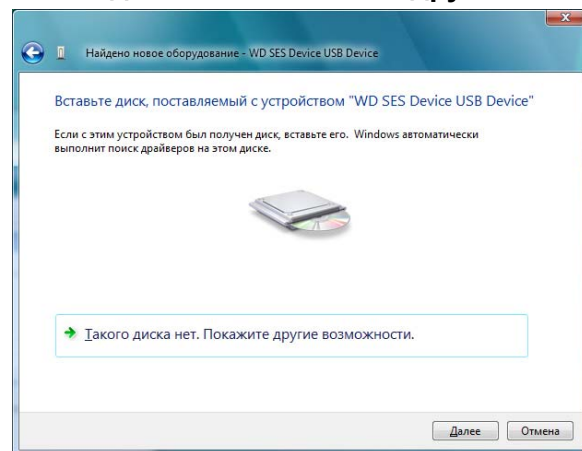 Найдено новое оборудование - WD SES Device USB Device
Вставьте диск, поставляемый с устройством "WD SES Device USB Device"
Если с этим устройством был получен диск, вставьте его. Windows автоматически
выполнит поиск драйверов на этом диске.
Такого диска нет. Покажите другие возможности.
Далее Отмена